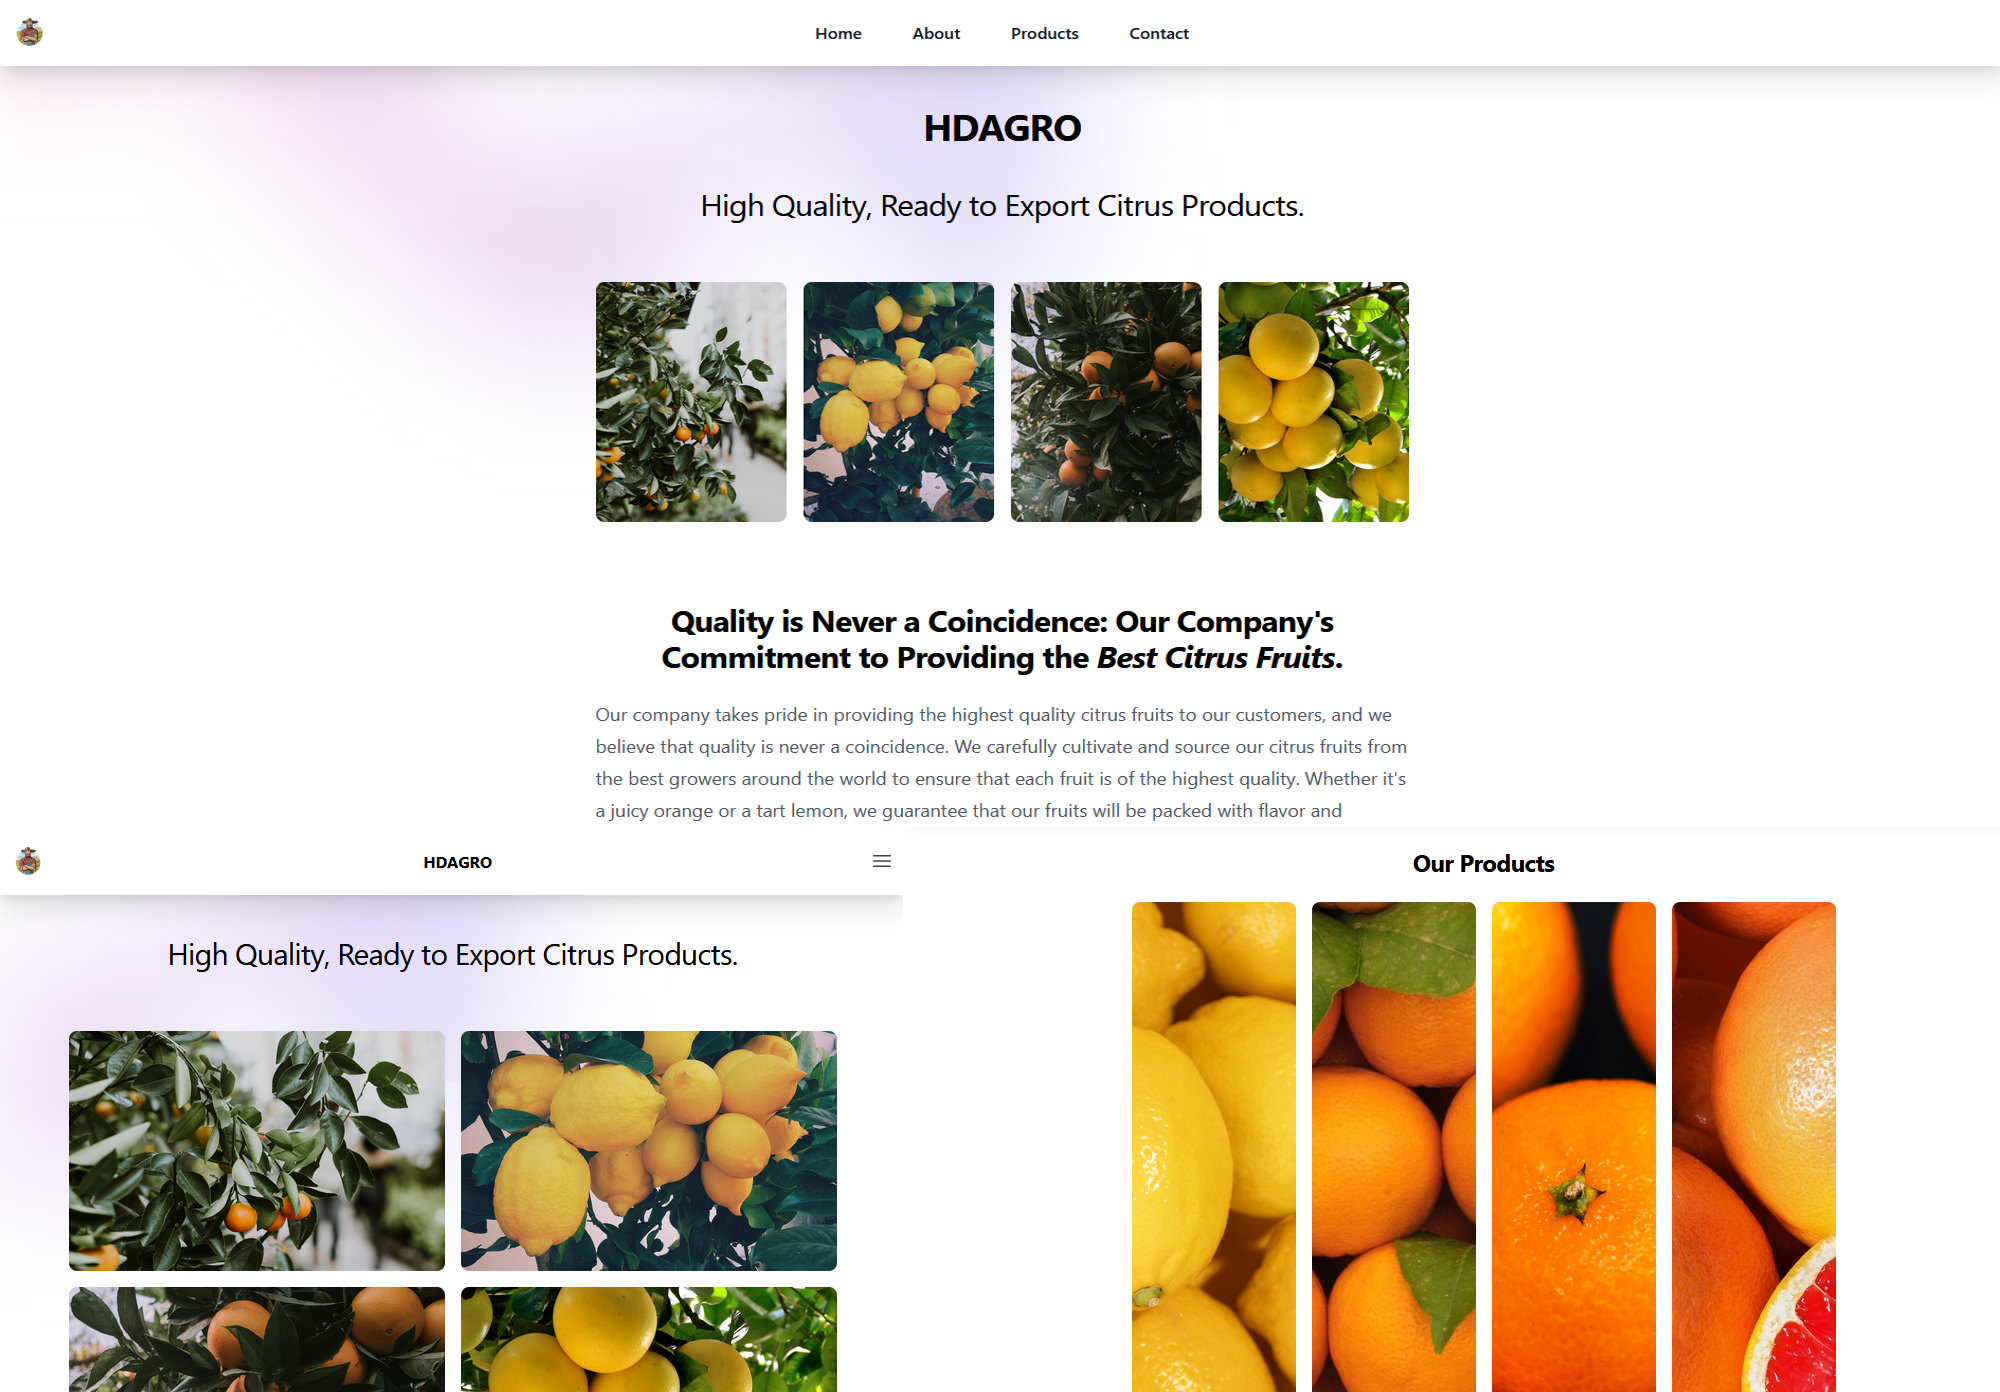 Home About Products Contact
HDAGRO
High Quality, Ready to Export Citrus Products.
Quality is Never a Coincidence: Our Company's
Commitment to Providing the Best Citrus Fruits.
Our company takes pride in providing the highest quality citrus fruits to our customers, and we
believe that quality is never a coincidence. We carefully cultivate and source our citrus fruits from
the best growers around the world to ensure that each fruit is of the highest quality. Whether it's
a juicy orange or a tart lemon, we guarantee that our fruits will be packed with flavor and
HDAGRO
High Quality, Ready to Export Citrus Products.
Our Products